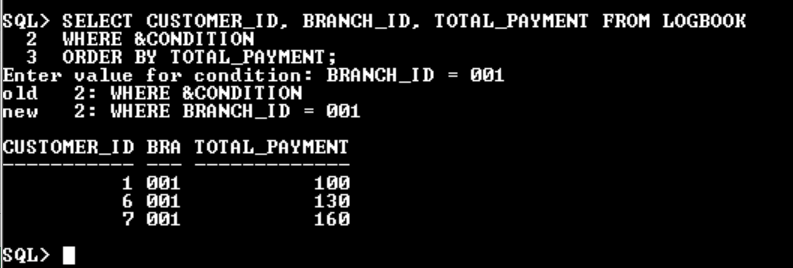 SQL> SELECT CUSTOMER_ID, BRANCH_ID, TOTAL_PAYMENT FROM LOGBOOK
  2  WHERE &CONDITION
  3  ORDER BY TOTAL_PAYMENT;
Enter value for condition: BRANCH_ID = 001
old   2: WHERE &CONDITION
new   2: WHERE BRANCH_ID = 001
CUSTOMER_ID BRA TOTAL_PAYMENT
----------- --- -------------
          1 001           100
          6 001           130
          7 001           160
SQL>